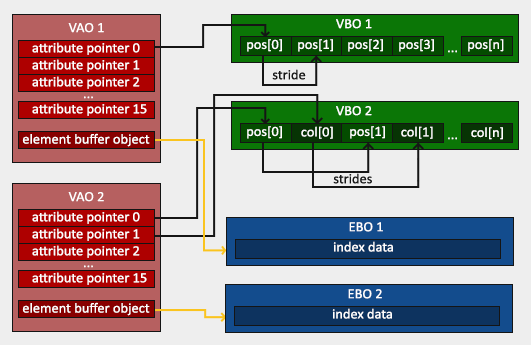 VAO 1
attribute pointer 0
attribute pointer 1
attribute pointer 2
...
attribute pointer 15
element buffer object
VBO 1
pos[0] pos[1] pos[2] pos[3] ... pos[n]
stride
VBO 2
pos[0] col[0] pos[1] col[1] ... col[n]
strides
VAO 2
attribute pointer 0
attribute pointer 1
attribute pointer 2
...
attribute pointer 15
element buffer object
EBO 1
index data
EBO 2
index data